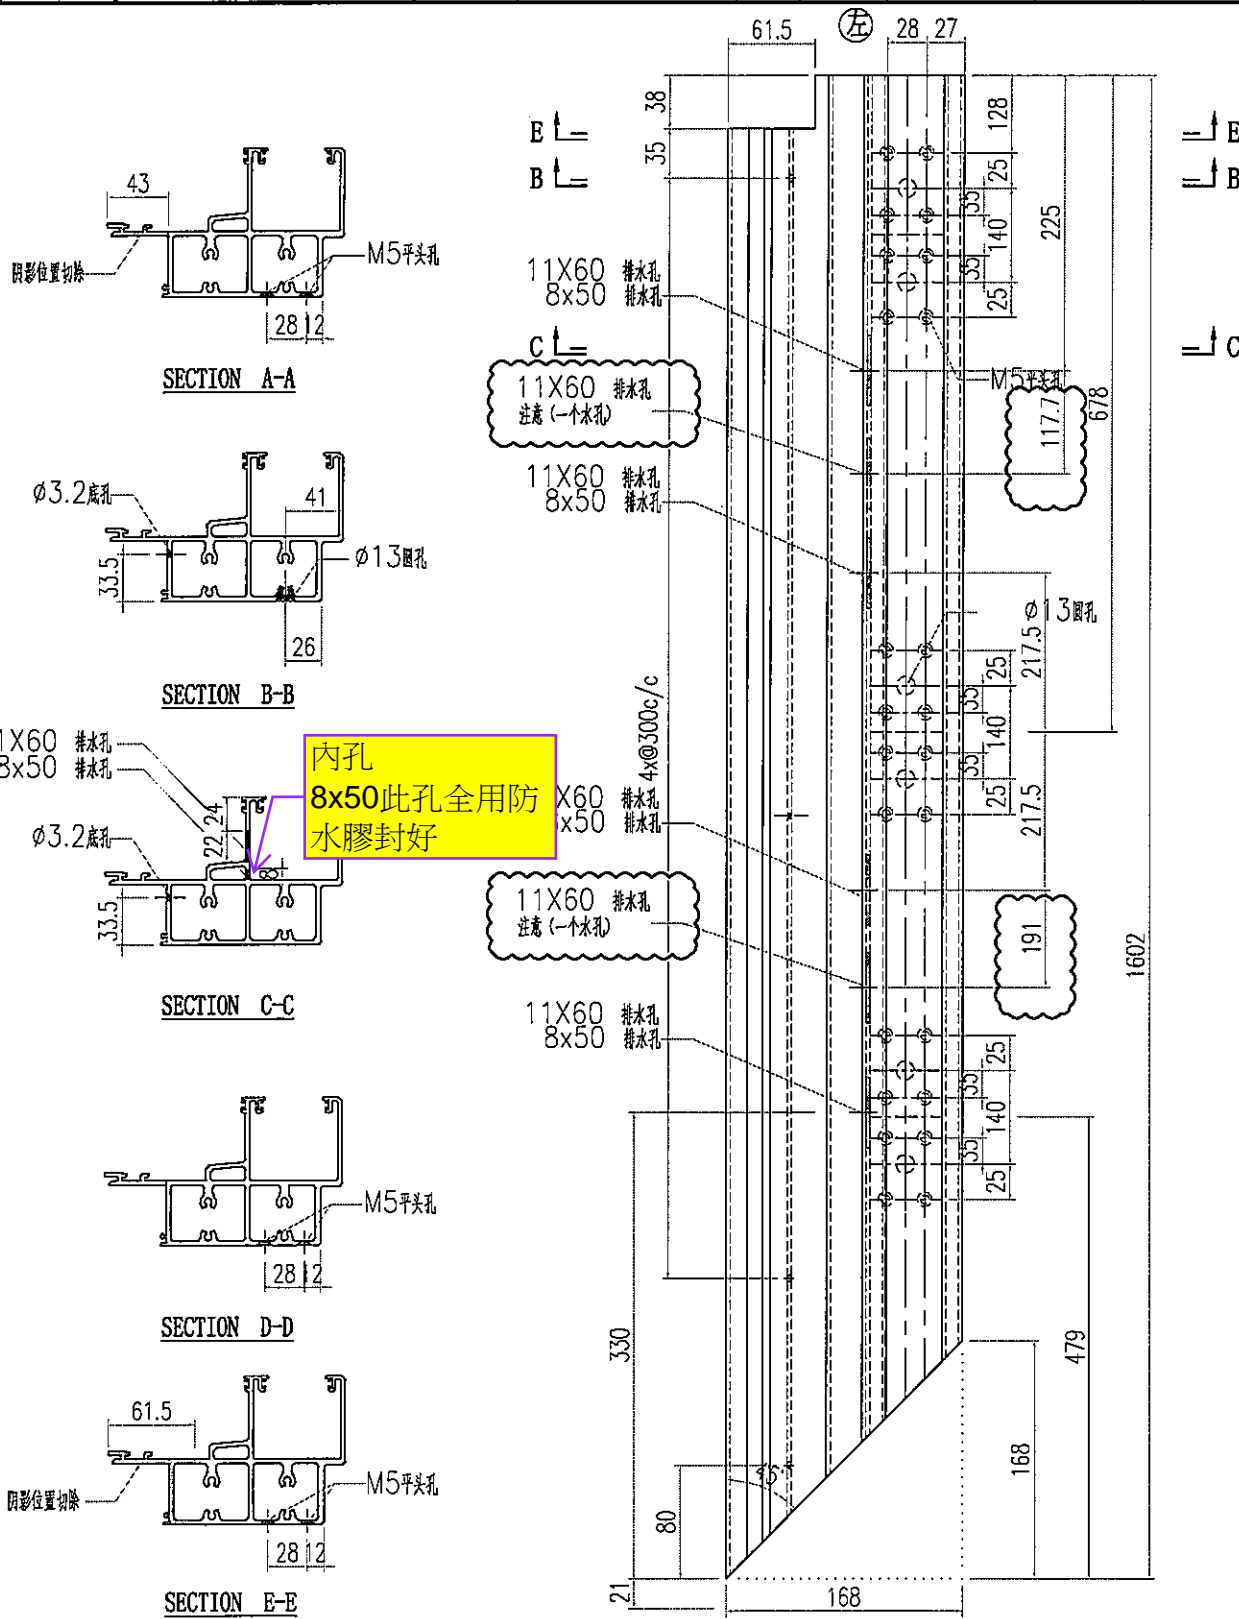 43
阴影位置切除
M5平头孔
28
12
SECTION A-A
Ø3.2底孔
33.5
41
Ø13圆孔
26
SECTION B-B
1X60 排水孔
8x50 排水孔
24
22
Ø3.2底孔
33.5
8
內孔
8x50此孔全用防
水膠封好
SECTION C-C
M5平头孔
28
12
SECTION D-D
61.5
阴影位置切除
M5平头孔
28
12
SECTION E-E
左
61.5
28
27
38
35
E
B
C
E
B
C
128
25
35
140
35
25
225
678
11X60 排水孔
8x50 排水孔
11X60 排水孔
注意(一个水孔)
M5平头孔
117.7
11X60 排水孔
8x50 排水孔
Ø13圆孔
217.5
25
35
140
35
25
217.5
4x@300c/c
X60 排水孔
x50 排水孔
11X60 排水孔
注意(一个水孔)
191
1602
11X60 排水孔
8x50 排水孔
25
35
140
35
25
330
479
45°
80
168
21
168